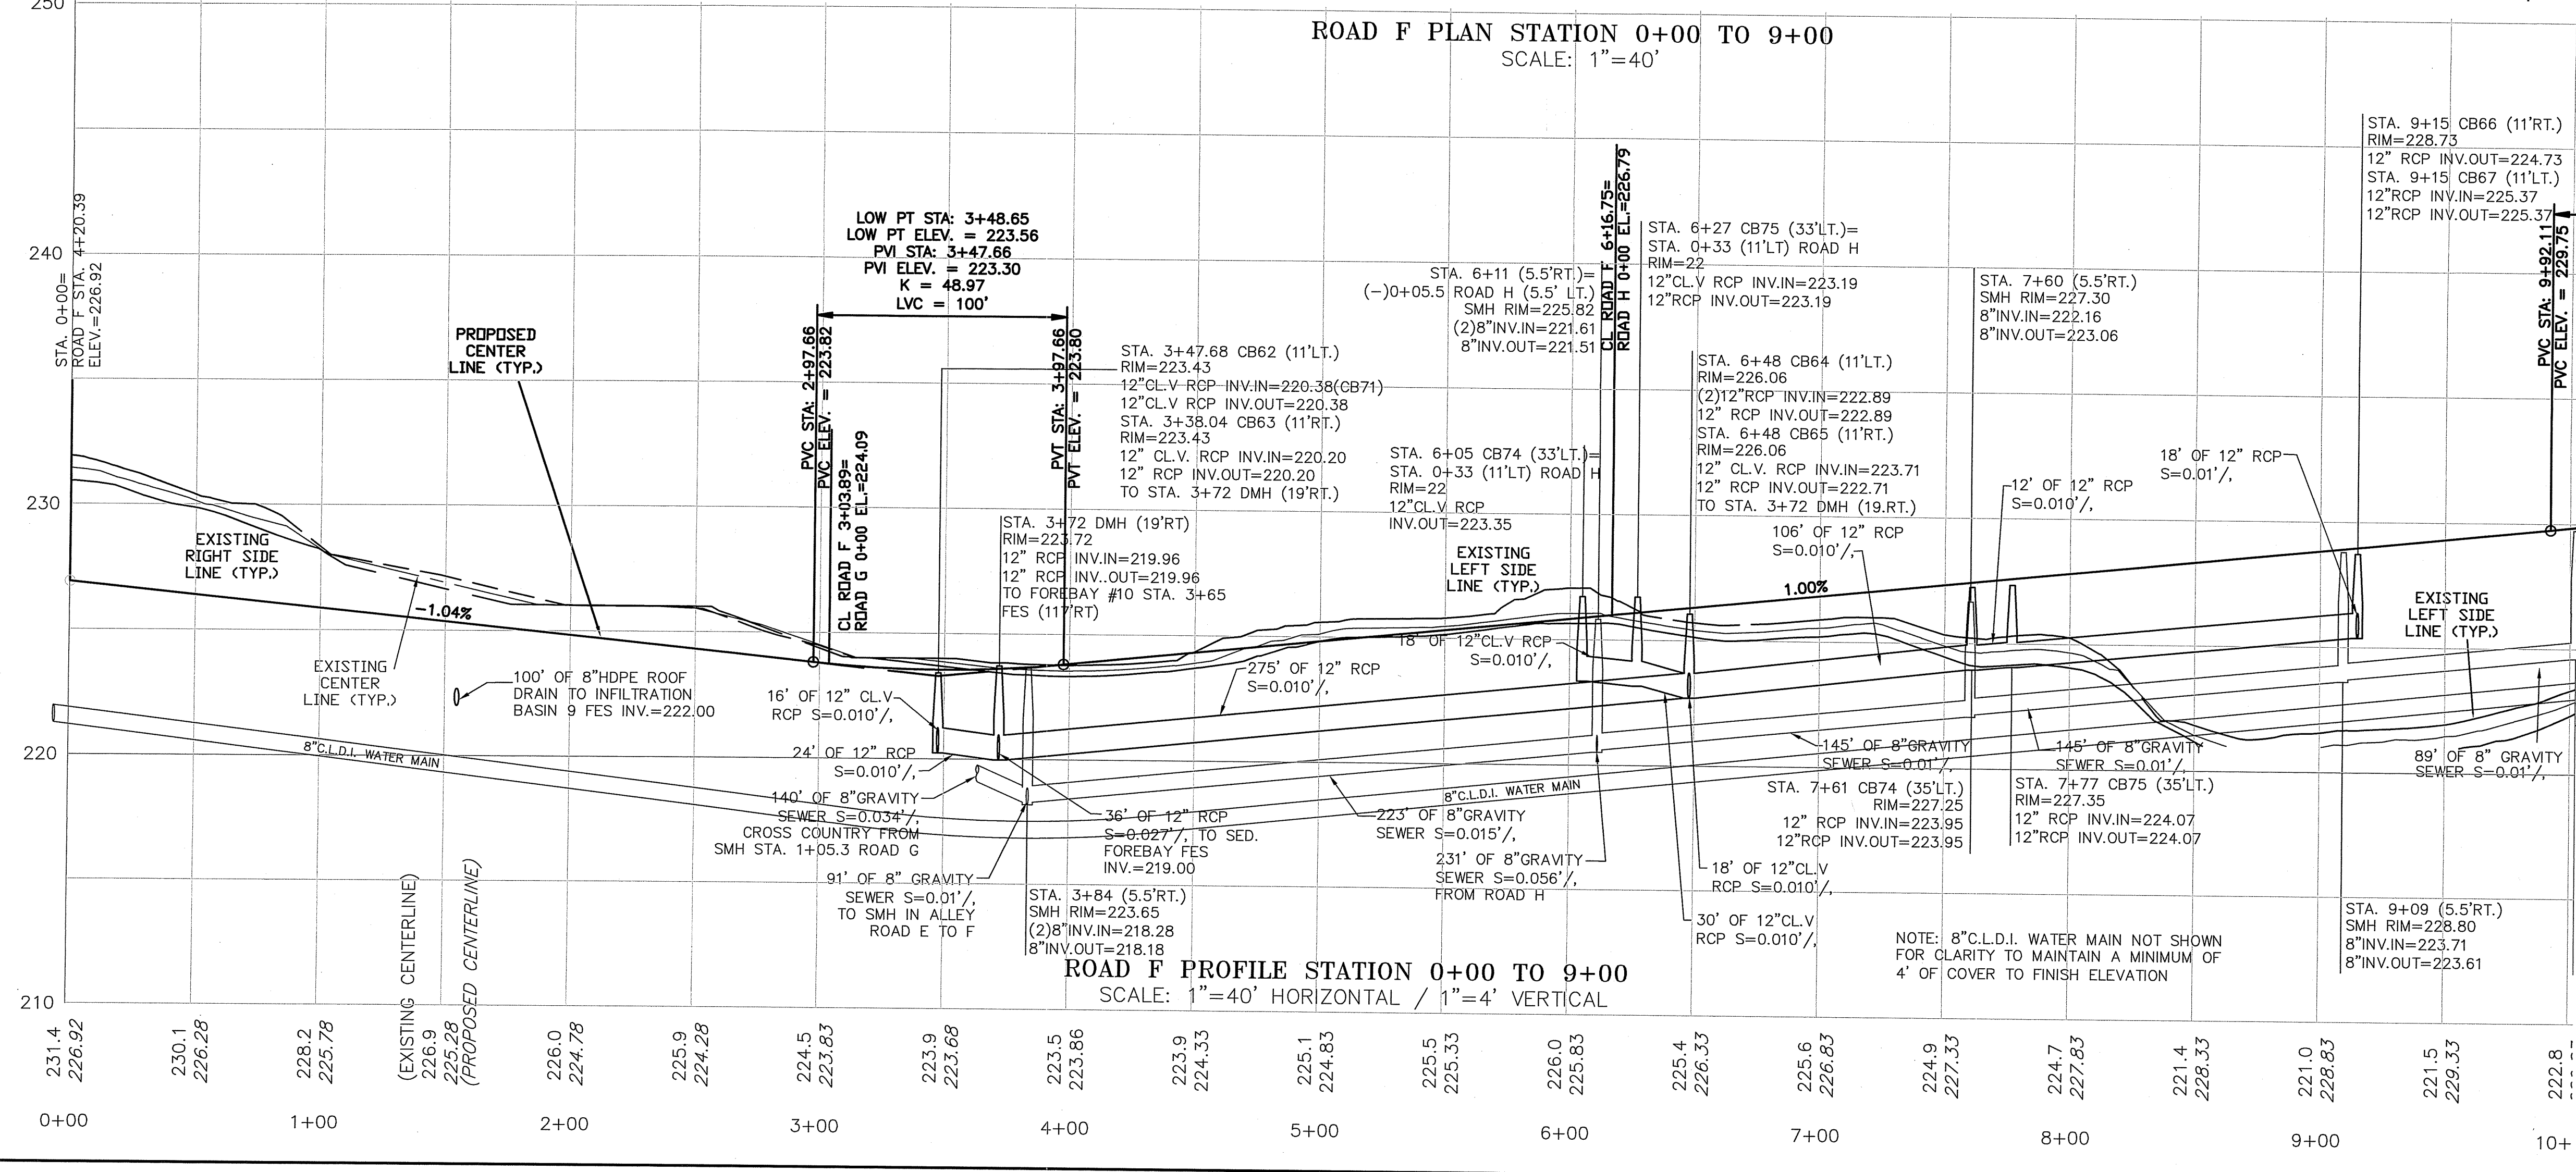 250
ROAD F PLAN STATION 0+00 TO 9+00
SCALE: 1"=40'
240
230
220
210
STA. 0+00=
ROAD F STA. 4+20.39
ELEV.=226.92
PROPOSED
CENTER
LINE (TYP.)
LOW PT STA: 3+48.65
LOW PT ELEV. = 223.56
PVI STA: 3+47.66
PVI ELEV. = 223.30
K = 48.97
LVC = 100'
PVC STA: 2+97.66
PVC ELEV. = 223.82
CL ROAD F 3+03.89=
ROAD G 0+00 EL.=224.09
PVT STA: 3+97.66
PVT ELEV. = 223.80
STA. 3+47.68 CB62 (11'LT.)
RIM=223.43
12"CL.V RCP INV.IN=220.38(CB71)
12"CL.V RCP INV.OUT=220.38
STA. 3+38.04 CB63 (11'RT.)
RIM=223.43
12" CL.V. RCP INV.IN=220.20
12" RCP INV.OUT=220.20
TO STA. 3+72 DMH (19'RT.)
STA. 3+72 DMH (19'RT)
RIM=223.72
12" RCP INV.IN=219.96
12" RCP INV..OUT=219.96
TO FOREBAY #10 STA. 3+65
FES (117'RT)
STA. 6+11 (5.5'RT.)=
(-)0+05.5 ROAD H (5.5' LT.)
SMH RIM=225.82
(2)8"INV.IN=221.61
8"INV.OUT=221.51
CL ROAD F 6+16.75=
ROAD H 0+00 EL.=226.79
STA. 6+27 CB75 (33'LT.)=
STA. 0+33 (11'LT) ROAD H
RIM=22
12"CL.V RCP INV.IN=223.19
12"RCP INV.OUT=223.19
STA. 6+05 CB74 (33'LT.)=
STA. 0+33 (11'LT) ROAD H
RIM=22
12"CL.V RCP
INV.OUT=223.35
STA. 6+48 CB64 (11'LT.)
RIM=226.06
(2)12"RCP INV.IN=222.89
12" RCP INV.OUT=222.89
STA. 6+48 CB65 (11'RT.)
RIM=226.06
12" CL.V. RCP INV.IN=223.71
12" RCP INV.OUT=222.71
TO STA. 3+72 DMH (19.RT.)
STA. 7+60 (5.5'RT.)
SMH RIM=227.30
8"INV.IN=222.16
8"INV.OUT=223.06
STA. 9+15 CB66 (11'RT.)
RIM=228.73
12" RCP INV.OUT=224.73
STA. 9+15 CB67 (11'LT.)
12"RCP INV.IN=225.37
12"RCP INV.OUT=225.37
PVC STA: 9+92.11
PVC ELEV. = 229.75
106' OF 12" RCP
S=0.010'/,
12' OF 12" RCP
S=0.010'/,
18' OF 12" RCP
S=0.01'/,
EXISTING
RIGHT SIDE
LINE (TYP.)
-1.04%
EXISTING
CENTER
LINE (TYP.)
EXISTING
LEFT SIDE
LINE (TYP.)
1.00%
EXISTING
LEFT SIDE
LINE (TYP.)
100' OF 8"HDPE ROOF
DRAIN TO INFILTRATION
BASIN 9 FES INV.=222.00
8"C.L.D.I. WATER MAIN
16' OF 12" CL.V
RCP S=0.010'/,
24' OF 12" RCP
S=0.010'/,
140' OF 8"GRAVITY
SEWER S=0.034'/,
CROSS COUNTRY FROM
SMH STA. 1+05.3 ROAD G
91' OF 8" GRAVITY
SEWER S=0.01'/,
TO SMH IN ALLEY
ROAD E TO F
275' OF 12" RCP
S=0.010'/,
18' OF 12"CL.V RCP
S=0.010'/,
36' OF 12" RCP
S=0.027'/, TO SED.
FOREBAY FES
INV.=219.00
STA. 3+84 (5.5'RT.)
SMH RIM=223.65
(2)8"INV.IN=218.28
8"INV.OUT=218.18
8"C.L.D.I. WATER MAIN
223' OF 8"GRAVITY
SEWER S=0.015'/,
231' OF 8"GRAVITY
SEWER S=0.056'/,
FROM ROAD H
18' OF 12"CL.V
RCP S=0.010'/,
30' OF 12"CL.V
RCP S=0.010'/,
145' OF 8"GRAVITY
SEWER S=0.01'/,
STA. 7+61 CB74 (35'LT.)
RIM=227.25
12" RCP INV.IN=223.95
12"RCP INV.OUT=223.95
145' OF 8"GRAVITY
SEWER S=0.01'/,
STA. 7+77 CB75 (35'LT.)
RIM=227.35
12" RCP INV.IN=224.07
12"RCP INV.OUT=224.07
89' OF 8" GRAVITY
SEWER S=0.01'/,
STA. 9+09 (5.5'RT.)
SMH RIM=228.80
8"INV.IN=223.71
8"INV.OUT=223.61
NOTE: 8"C.L.D.I. WATER MAIN NOT SHOWN
FOR CLARITY TO MAINTAIN A MINIMUM OF
4' OF COVER TO FINISH ELEVATION
ROAD F PROFILE STATION 0+00 TO 9+00
SCALE: 1"=40' HORIZONTAL / 1"=4' VERTICAL
231.4
226.92
230.1
226.28
228.2
225.78
(EXISTING CENTERLINE)
226.9
225.28
(PROPOSED CENTERLINE)
226.0
224.78
225.9
224.28
224.5
223.83
223.9
223.68
223.5
223.86
223.9
224.33
225.1
224.83
225.5
225.33
226.0
225.83
225.4
226.33
225.6
226.83
224.9
227.33
224.7
227.83
221.4
228.33
221.0
228.83
221.5
229.33
222.8
0+00
1+00
2+00
3+00
4+00
5+00
6+00
7+00
8+00
9+00
10+